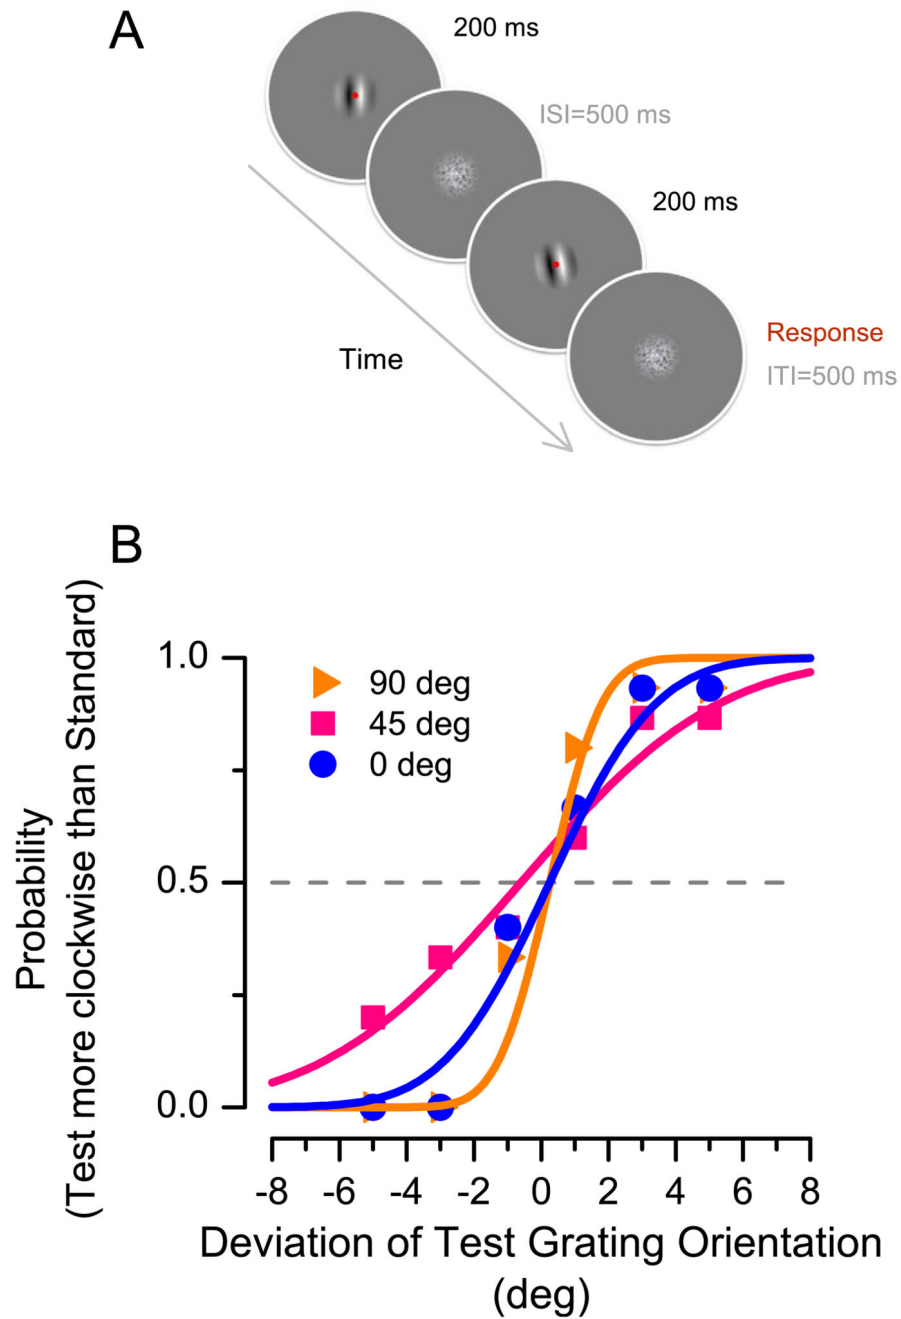 A
200 ms
ISI=500 ms
200 ms
Response
ITI=500 ms
Time
B
Probability
(Test more clockwise than Standard)
1.0
0.5
0.0
90 deg
45 deg
0 deg
-8 -6 -4 -2 0 2 4 6 8
Deviation of Test Grating Orientation
(deg)